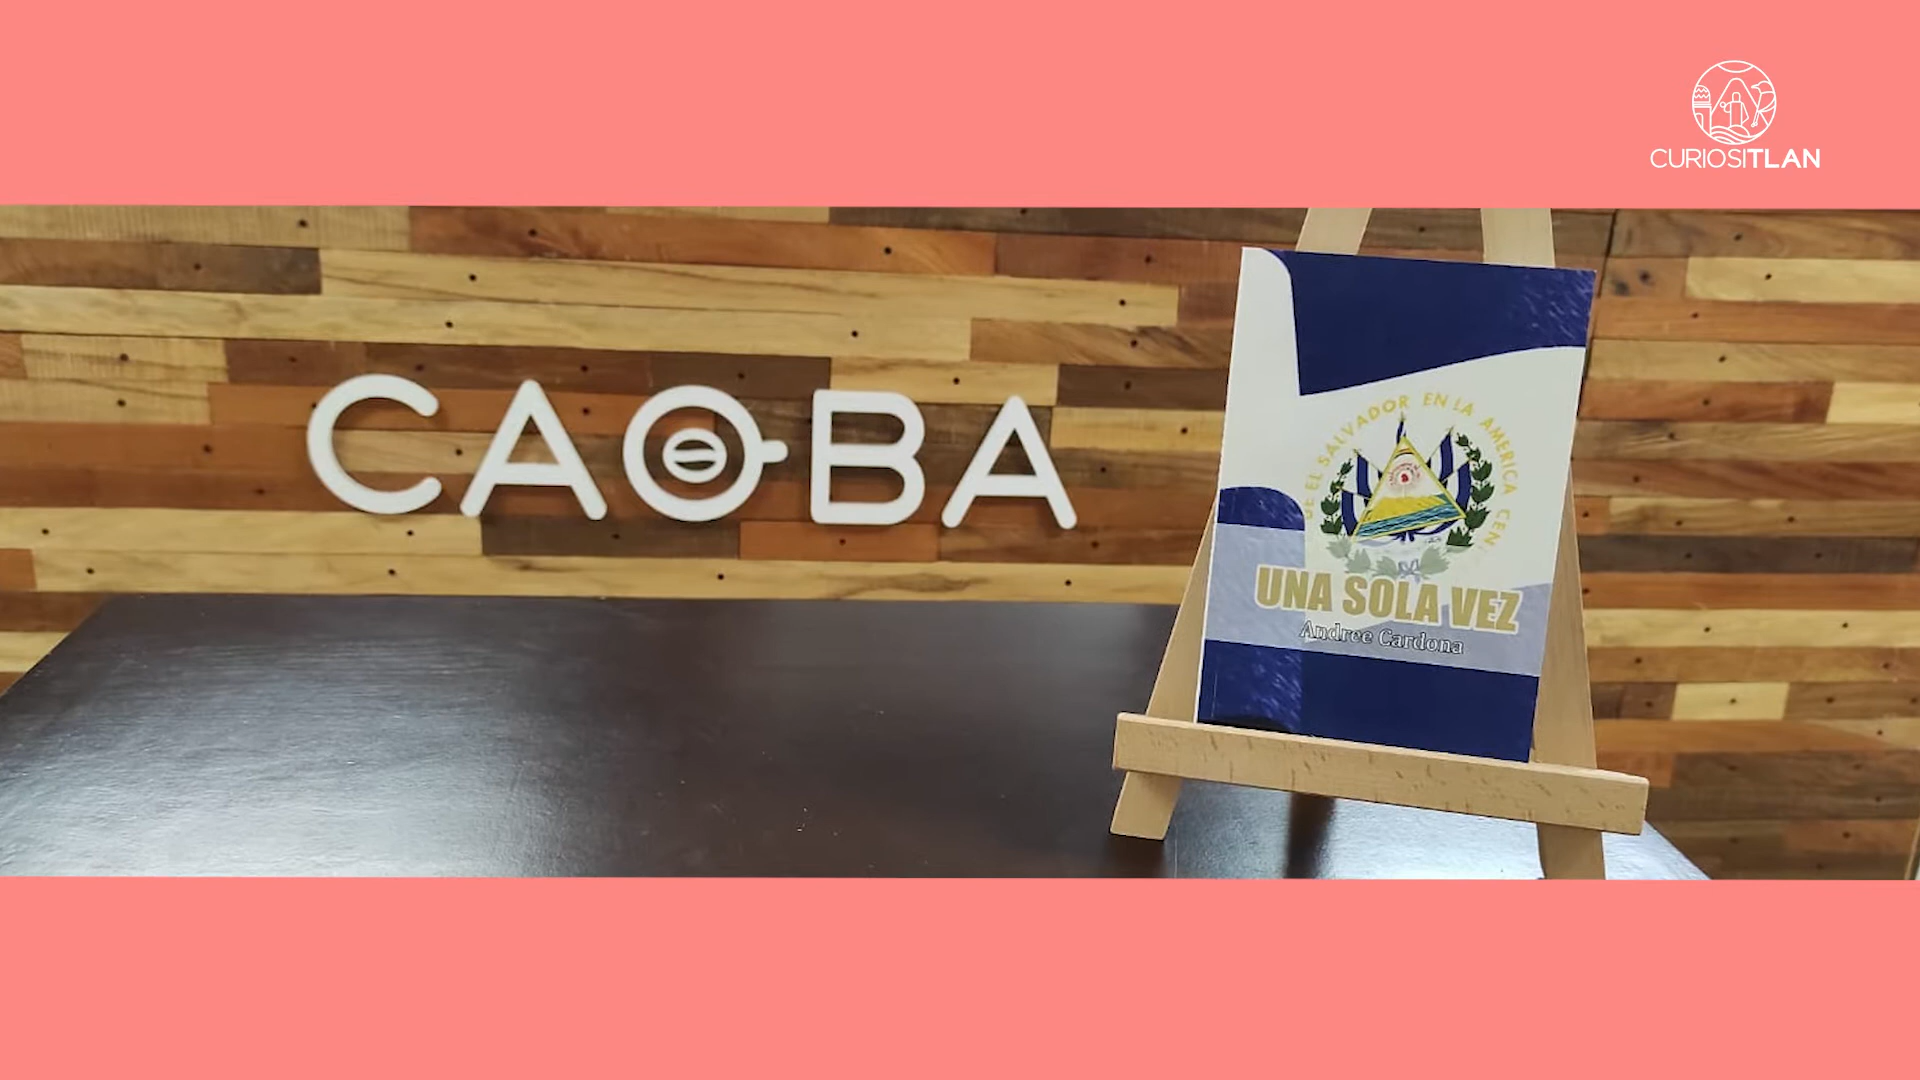 CURIOSITLAN
CAOBA
DE EL SALVADOR EN LA AMERICA CEN
UNA SOLA VEZ
Andree Cardona